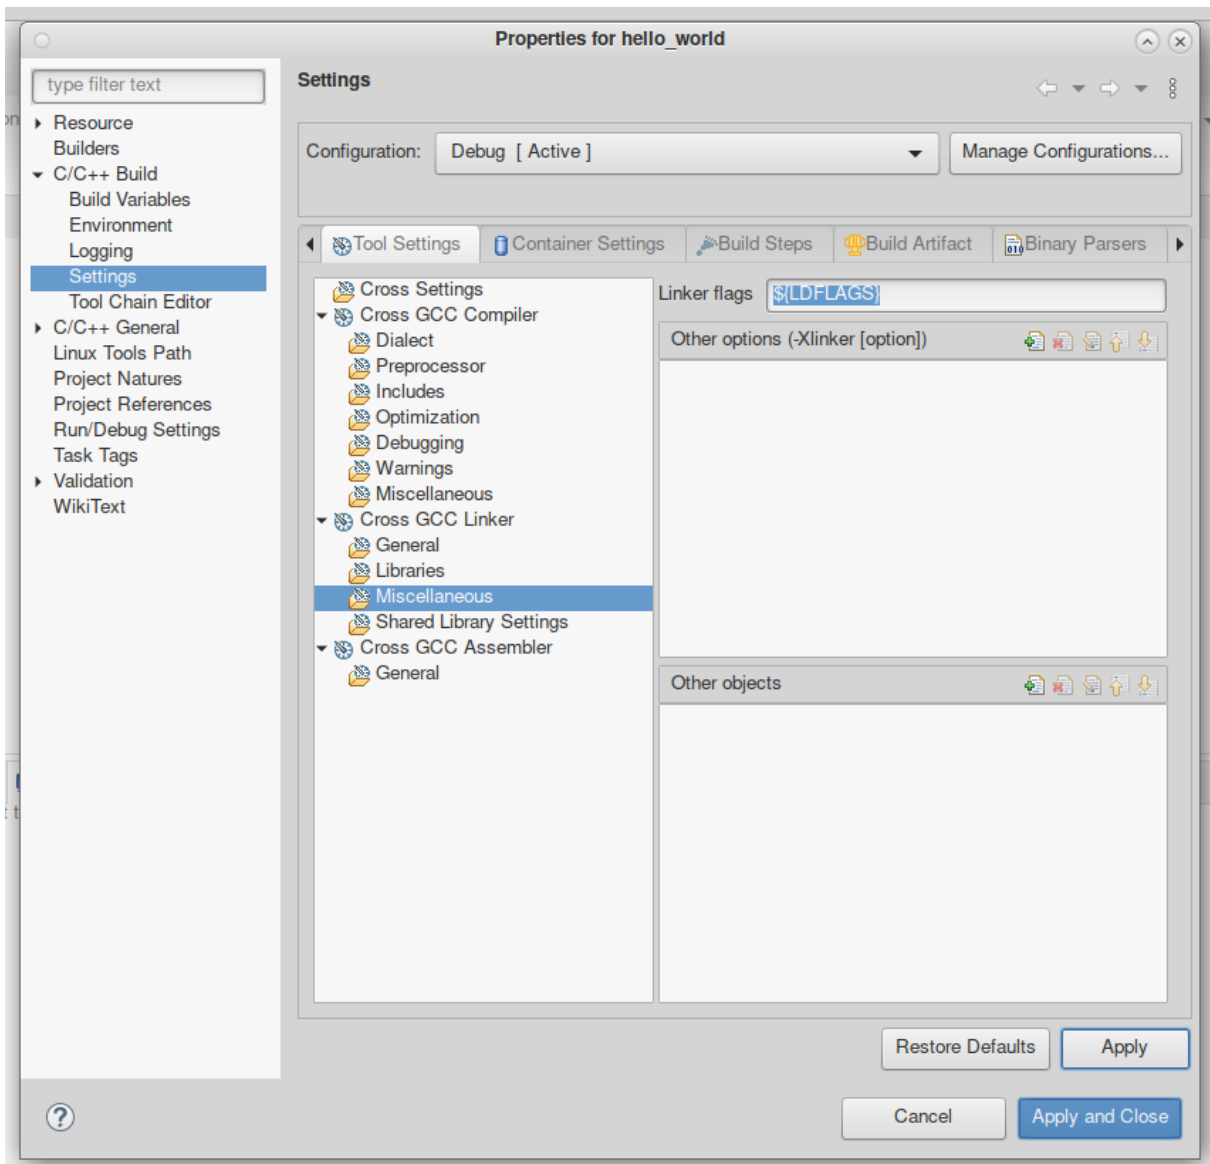 Properties for hello_world
type filter text
Resource
Builders
C/C++ Build
Build Variables
Environment
Logging
Settings
Tool Chain Editor
C/C++ General
Linux Tools Path
Project Natures
Project References
Run/Debug Settings
Task Tags
Validation
WikiText
Settings
Configuration: Debug [ Active ] Manage Configurations...
Tool Settings Container Settings Build Steps Build Artifact Binary Parsers
Cross Settings
Cross GCC Compiler
Dialect
Preprocessor
Includes
Optimization
Debugging
Warnings
Miscellaneous
Cross GCC Linker
General
Libraries
Miscellaneous
Shared Library Settings
Cross GCC Assembler
General
Linker flags ${LDFLAGS}
Other options (-Xlinker [option])
Other objects
Restore Defaults Apply
Cancel Apply and Close